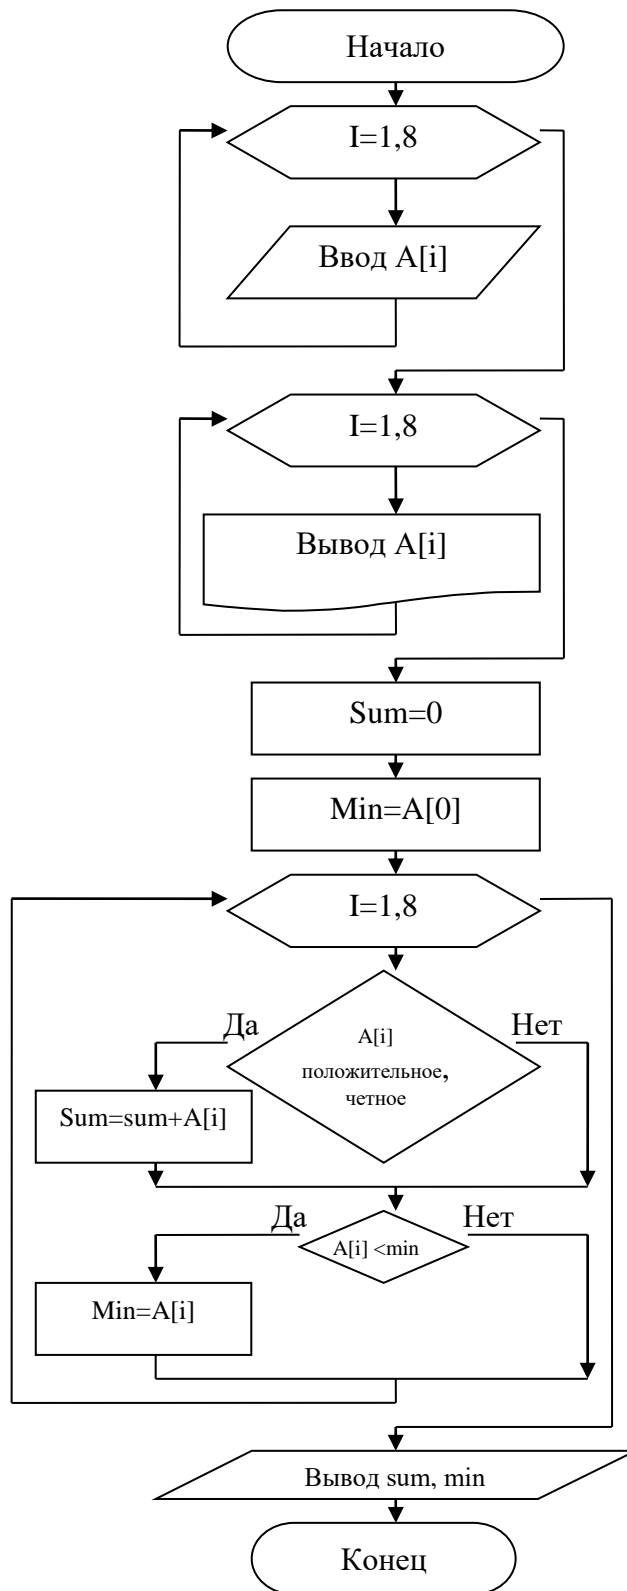 Начало
I=1,8
Ввод A[i]
I=1,8
Вывод A[i]
Sum=0
Min=A[0]
I=1,8
Да
Нет
A[i]
положительное,
четное
Sum=sum+A[i]
Да
Нет
A[i] <min
Min=A[i]
Вывод sum, min
Конец